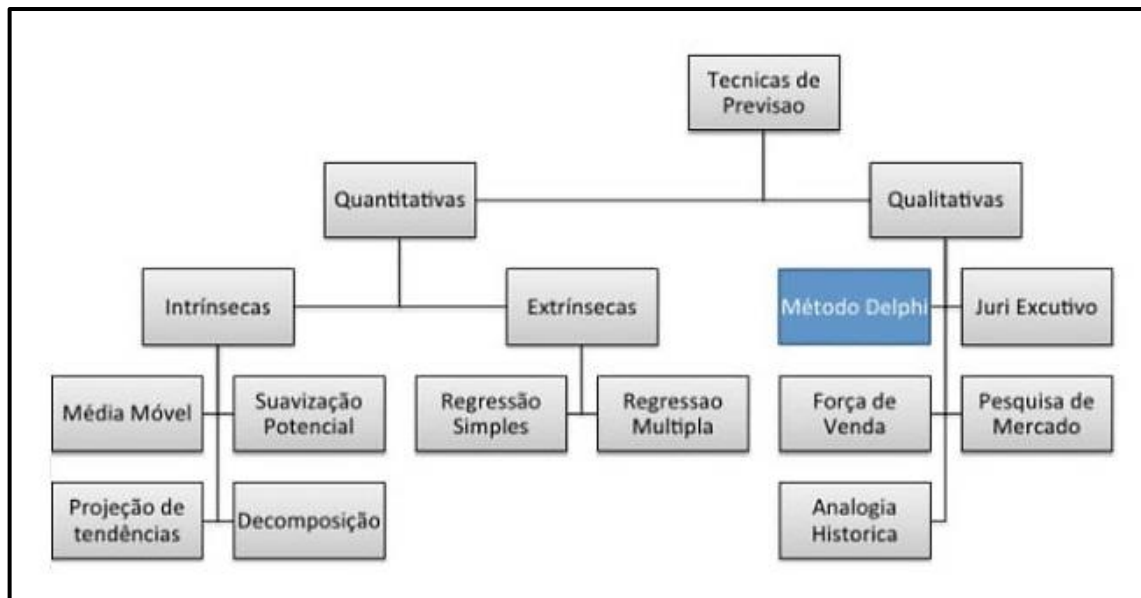 Tecnicas de
Previsao
Quantitativas
Qualitativas
Intrínsecas
Extrínsecas
Método Delphi
Juri Excutivo
Média Móvel
Suavização
Potencial
Regressão
Simples
Regressao
Multipla
Força de
Venda
Pesquisa de
Mercado
Projeção de
tendências
Decomposição
Analogia
Historica